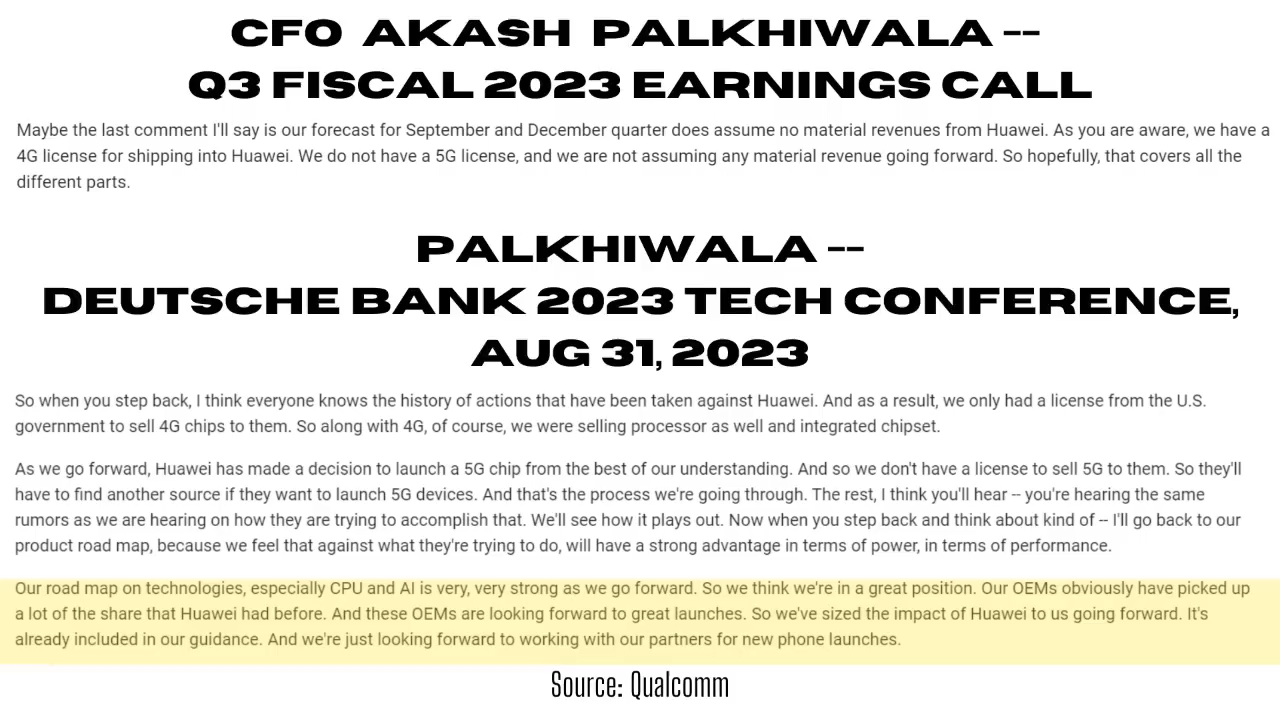 CFO AKASH PALKHIWALA --
Q3 FISCAL 2023 EARNINGS CALL
Maybe the last comment I'll say is our forecast for September and December quarter does assume no material revenues from Huawei. As you are aware, we have a
4G license for shipping into Huawei. We do not have a 5G license, and we are not assuming any material revenue going forward. So hopefully, that covers all the
different parts.
PALKHIWALA --
DEUTSCHE BANK 2023 TECH CONFERENCE,
AUG 31, 2023
So when you step back, I think everyone knows the history of actions that have been taken against Huawei. And as a result, we only had a license from the U.S.
government to sell 4G chips to them. So along with 4G, of course, we were selling processor as well and integrated chipset.
As we go forward, Huawei has made a decision to launch a 5G chip from the best of our understanding. And so we don't have a license to sell 5G to them. So they'll
have to find another source if they want to launch 5G devices. And that's the process we're going through. The rest, I think you'll hear -- you're hearing the same
rumors as we are hearing on how they are trying to accomplish that. We'll see how it plays out. Now when you step back and think about kind of -- I'll go back to our
product road map, because we feel that against what they're trying to do, will have a strong advantage in terms of power, in terms of performance.
Our road map on technologies, especially CPU and AI is very, very strong as we go forward. So we think we're in a great position. Our OEMs obviously have picked up
a lot of the share that Huawei had before. And these OEMs are looking forward to great launches. So we've sized the impact of Huawei to us going forward. It's
already included in our guidance. And we're just looking forward to working with our partners for new phone launches.
Source: Qualcomm